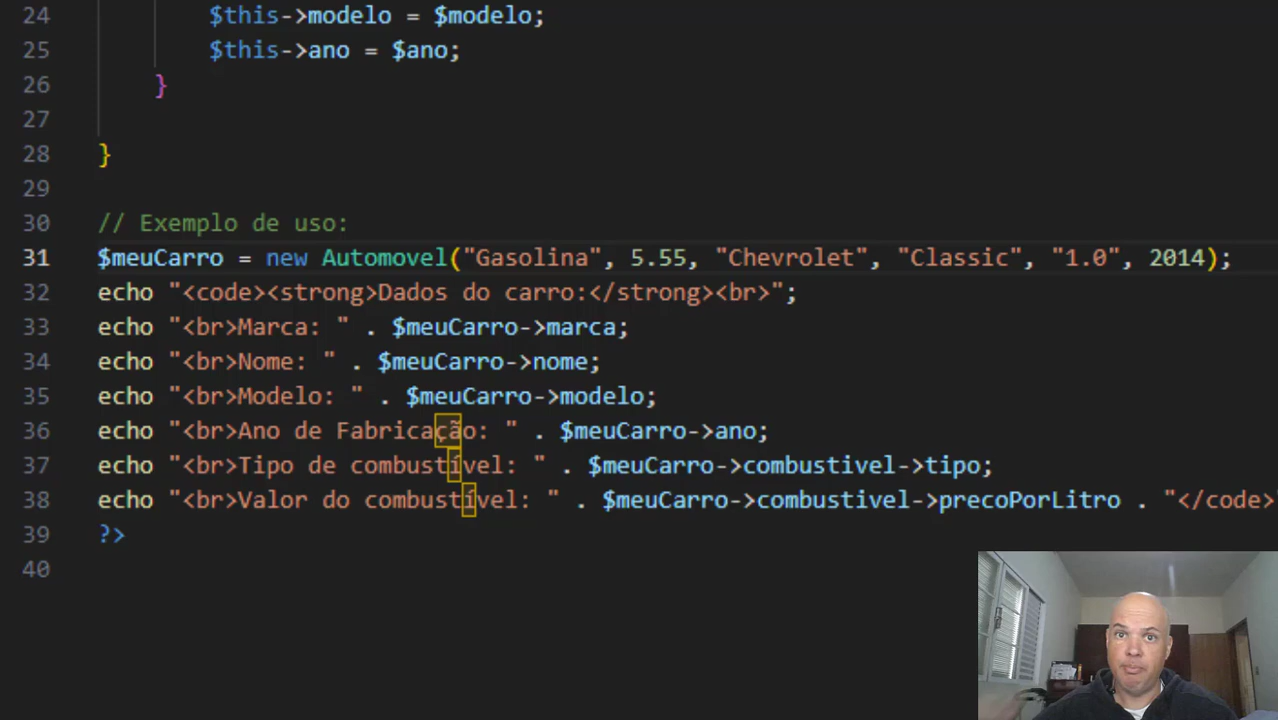 24 $this->modelo = $modelo;
25 $this->ano = $ano;
26 }
27
28 }
29
30 // Exemplo de uso:
31 $meuCarro = new Automovel("Gasolina", 5.55, "Chevrolet", "Classic", "1.0", 2014);
32 echo "<code><strong>Dados do carro:</strong><br>";
33 echo "<br>Marca: " . $meuCarro->marca;
34 echo "<br>Nome: " . $meuCarro->nome;
35 echo "<br>Modelo: " . $meuCarro->modelo;
36 echo "<br>Ano de Fabricação: " . $meuCarro->ano;
37 echo "<br>Tipo de combustível: " . $meuCarro->combustivel->tipo;
38 echo "<br>Valor do combustível: " . $meuCarro->combustivel->precoPorLitro . "</code>
39 ?>
40